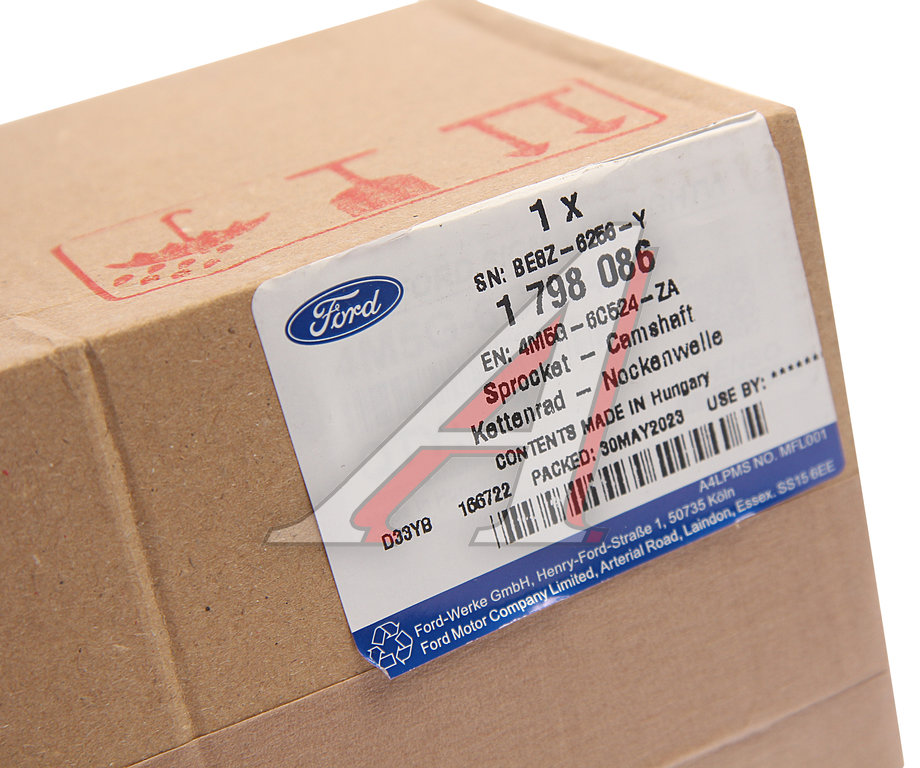 1 x
Ford
SN: BE8Z-6256-Y
1 798 086
EN: 4M5G-6C524-ZA
Sprocket - Camshaft
Kettenrad - Nockenwelle
CONTENTS MADE IN Hungary
PACKED: 30MAY2023 USE BY: ******
D33YB 166722
A4LPMS NO. MFL001
Ford-Werke GmbH, Henry-Ford-Straße 1, 50735 Köln
Ford Motor Company Limited, Arterial Road, Laindon, Essex. SS15 6EE